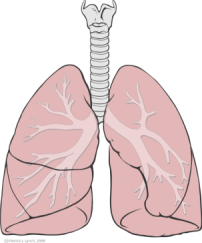 (C)Patrick J. Lynch, 2006